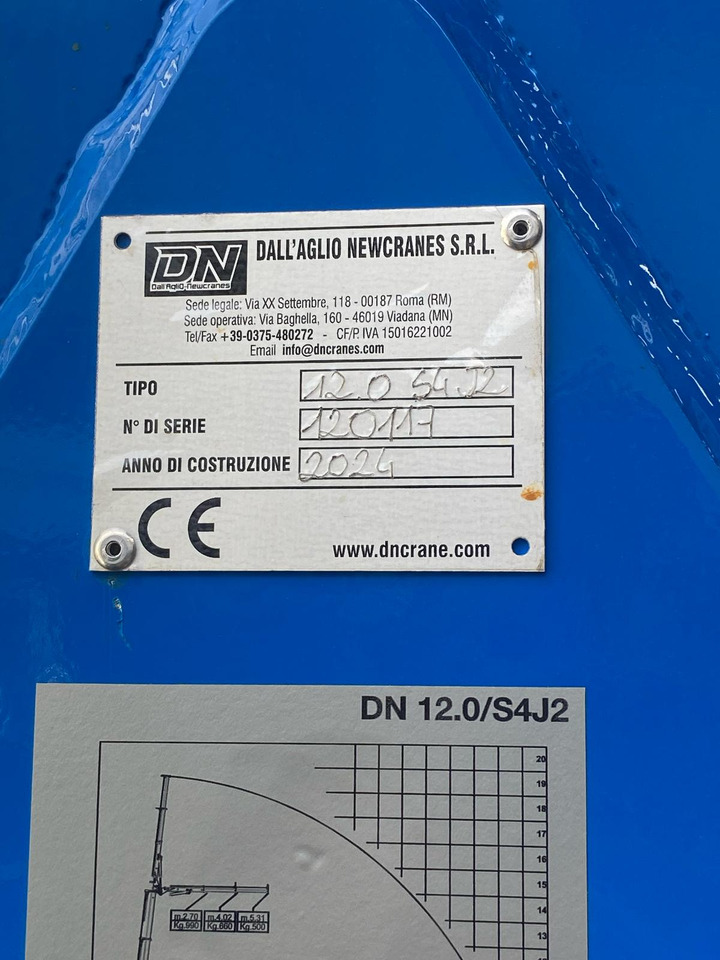 DN
Dall'Aglio-Newcranes
DALL'AGLIO NEWCRANES S.R.L.
Sede legale: Via XX Settembre, 118 - 00187 Roma (RM)
Sede operativa: Via Baghella, 160 - 46019 Viadana (MN)
Tel/Fax +39-0375-480272 - CF/P. IVA 15016221002
Email info@dncranes.com
TIPO 12.0 S4J2
N° DI SERIE 120117
ANNO DI COSTRUZIONE 2024
CE
www.dncrane.com
DN 12.0/S4J2
20
19
18
17
16
15
m.2,70 m.4,02 m.5,31
Kg.990 Kg.660 Kg.500
14
13